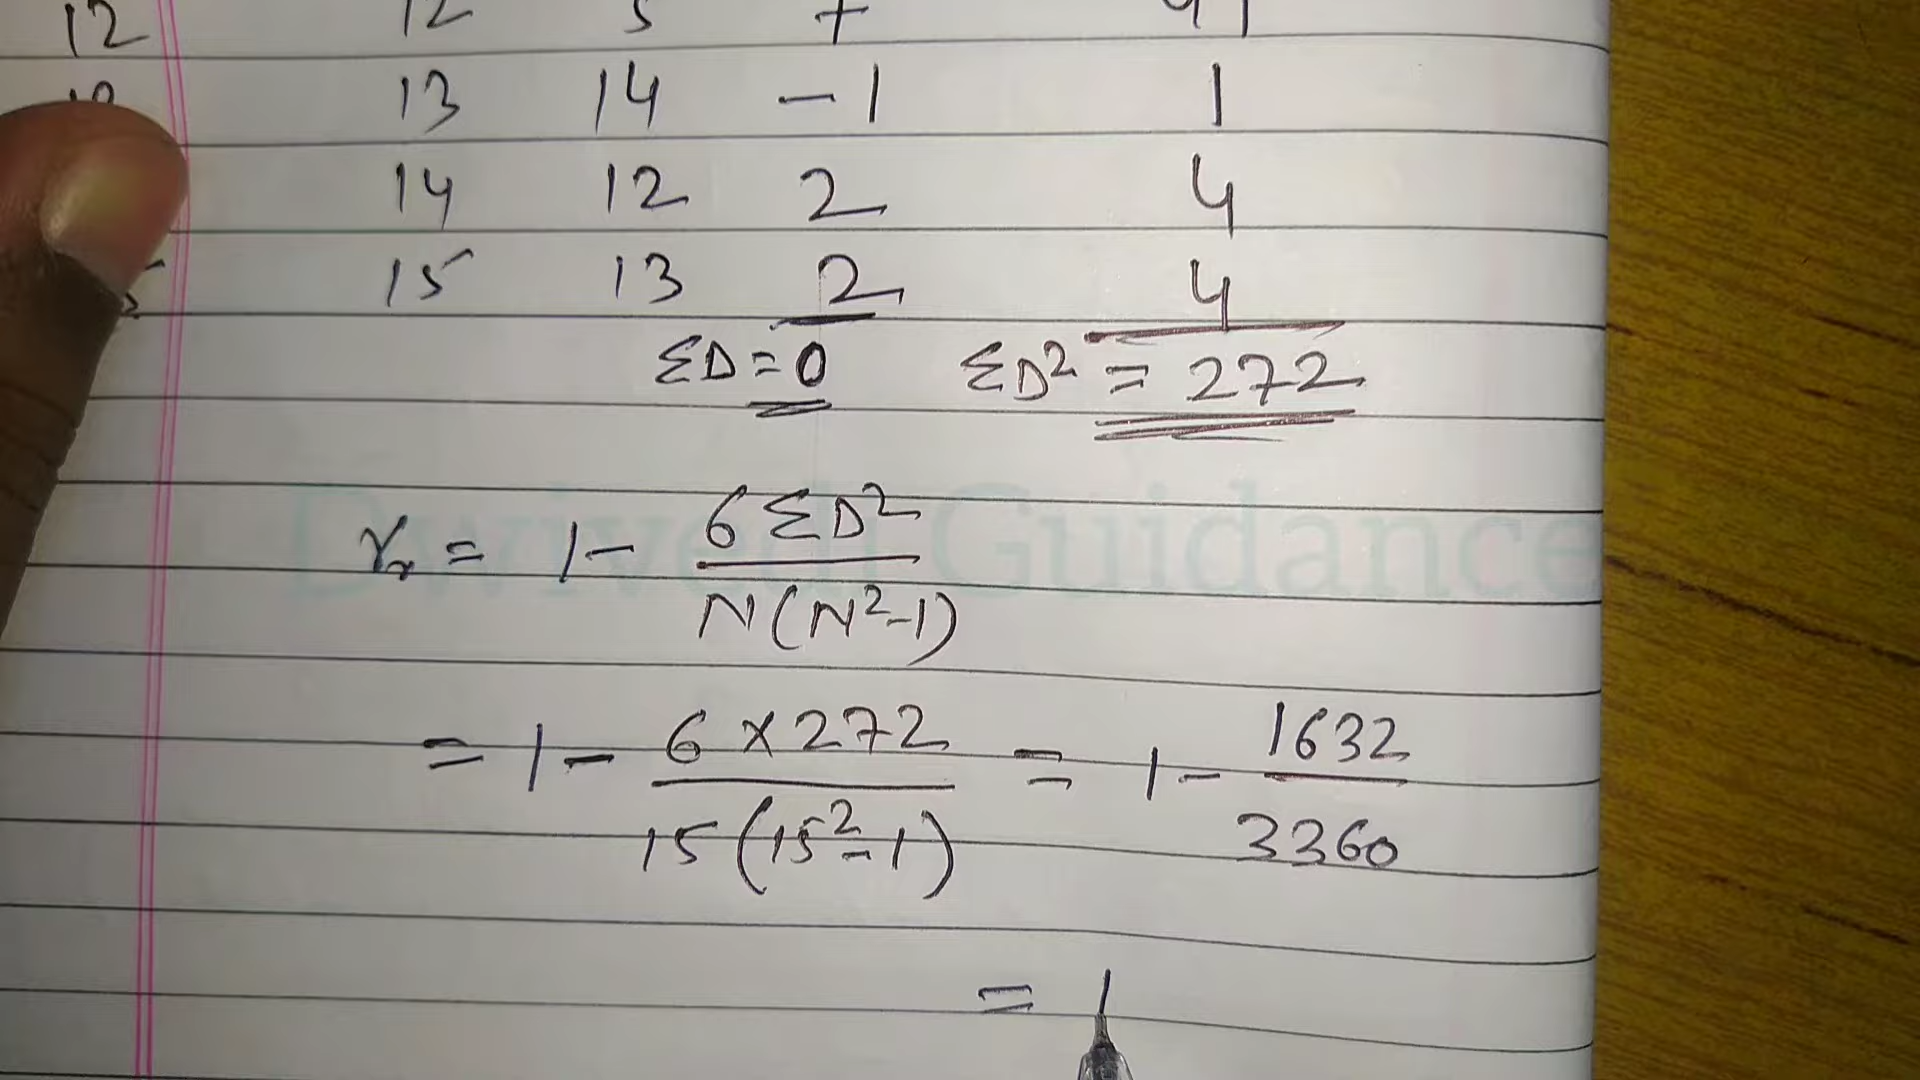 12 12 5 7 49
13 14 -1 1
14 12 2 4
15 13 2 4
ΣD = 0 ΣD² = 272
Dwivedi Guidance
rᵣ = 1 - 6ΣD² / N(N²-1)
= 1 - 6 × 272 / 15(15²-1) = 1 - 1632 / 3360
= 1